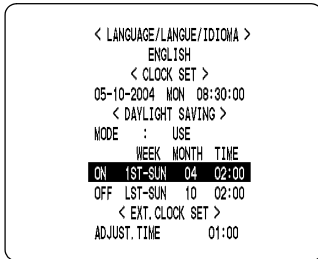 < LANGUAGE/LANGUE/IDIOMA >
ENGLISH
< CLOCK SET >
05-10-2004 MON 08:30:00
< DAYLIGHT SAVING >
MODE : USE
WEEK MONTH TIME
ON 1ST-SUN 04 02:00
OFF LST-SUN 10 02:00
< EXT.CLOCK SET >
ADJUST.TIME 01:00